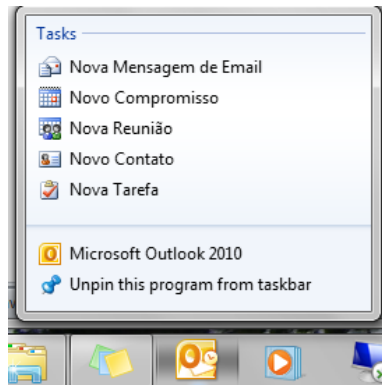 Tasks
Nova Mensagem de Email
Novo Compromisso
Nova Reunião
Novo Contato
Nova Tarefa
Microsoft Outlook 2010
Unpin this program from taskbar